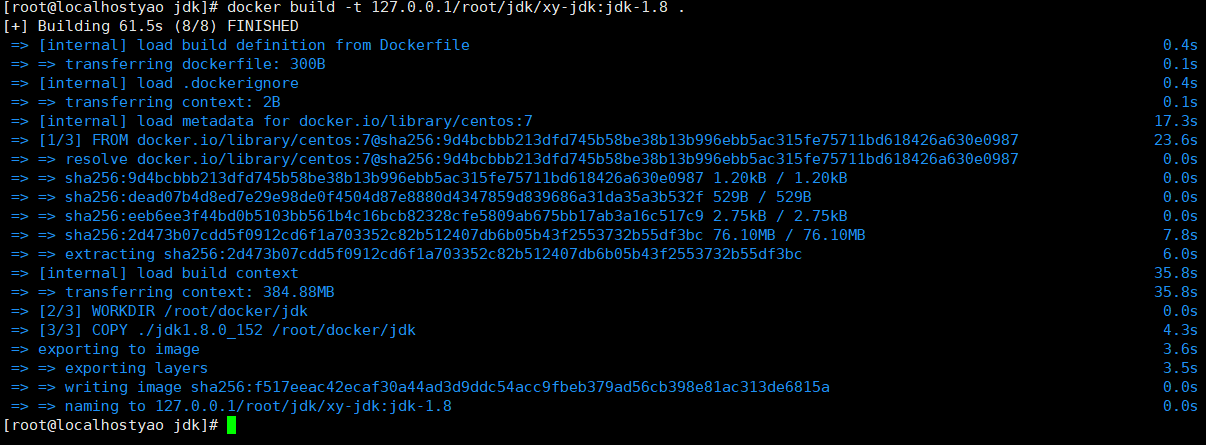 [root@localhostyao jdk]# docker build -t 127.0.0.1/root/jdk/xy-jdk:jdk-1.8 .
[+] Building 61.5s (8/8) FINISHED
=> [internal] load build definition from Dockerfile 0.4s
=> => transferring dockerfile: 300B 0.1s
=> [internal] load .dockerignore 0.4s
=> => transferring context: 2B 0.1s
=> [internal] load metadata for docker.io/library/centos:7 17.3s
=> [1/3] FROM docker.io/library/centos:7@sha256:9d4bcbbb213dfd745b58be38b13b996ebb5ac315fe75711bd618426a630e0987 23.6s
=> => resolve docker.io/library/centos:7@sha256:9d4bcbbb213dfd745b58be38b13b996ebb5ac315fe75711bd618426a630e0987 0.0s
=> => sha256:9d4bcbbb213dfd745b58be38b13b996ebb5ac315fe75711bd618426a630e0987 1.20kB / 1.20kB 0.0s
=> => sha256:dead07b4d8ed7e29e98de0f4504d87e8880d4347859d839686a31da35a3b532f 529B / 529B 0.0s
=> => sha256:eeb6ee3f44bd0b5103bb561b4c16bcb82328cfe5809ab675bb17ab3a16c517c9 2.75kB / 2.75kB 0.0s
=> => sha256:2d473b07cdd5f0912cd6f1a703352c82b512407db6b05b43f2553732b55df3bc 76.10MB / 76.10MB 7.8s
=> => extracting sha256:2d473b07cdd5f0912cd6f1a703352c82b512407db6b05b43f2553732b55df3bc 6.0s
=> [internal] load build context 35.8s
=> => transferring context: 384.88MB 35.8s
=> [2/3] WORKDIR /root/docker/jdk 0.0s
=> [3/3] COPY ./jdk1.8.0_152 /root/docker/jdk 4.3s
=> exporting to image 3.6s
=> => exporting layers 3.5s
=> => writing image sha256:f517eeac42ecaf30a44ad3d9ddc54acc9fbeb379ad56cb398e81ac313de6815a 0.0s
=> => naming to 127.0.0.1/root/jdk/xy-jdk:jdk-1.8 0.0s
[root@localhostyao jdk]#